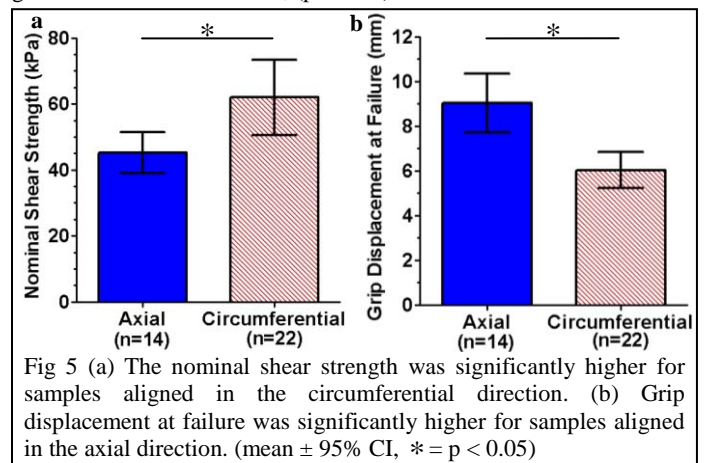 a
b
*
*
Nominal Shear Strength (kPa)
80
60
40
20
0
Axial
(n=14)
Circumferential
(n=22)
Grip Displacement at Failure (mm)
12
10
8
6
4
2
0
Axial
(n=14)
Circumferential
(n=22)
Fig 5 (a) The nominal shear strength was significantly higher for
samples aligned in the circumferential direction. (b) Grip
displacement at failure was significantly higher for samples aligned
in the axial direction. (mean ± 95% CI, * = p < 0.05)